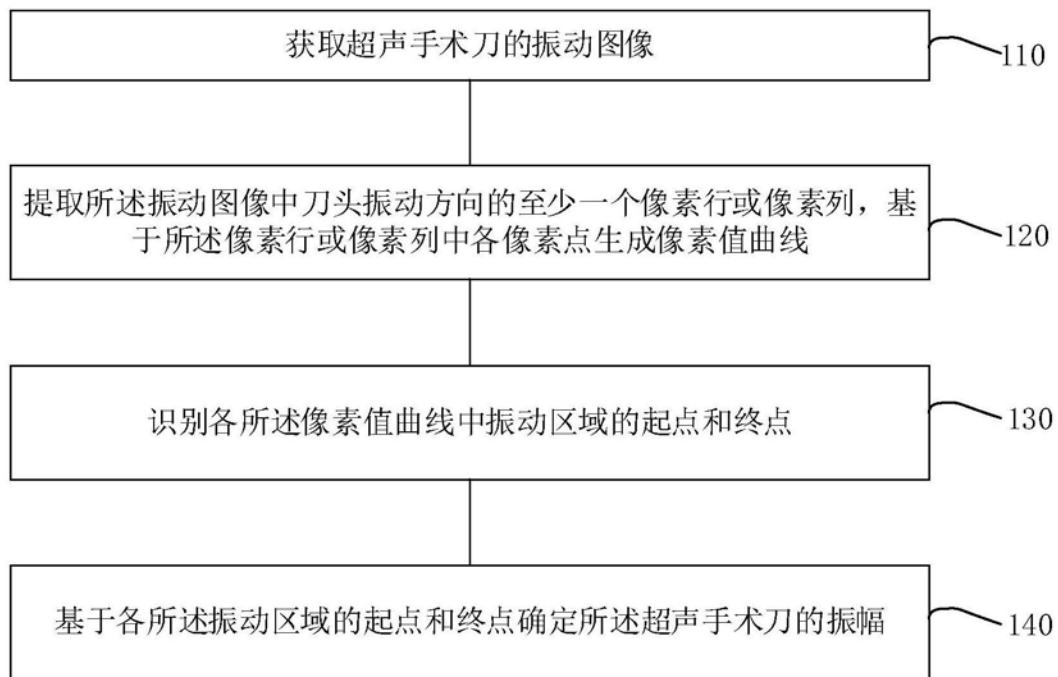 获取超声手术刀的振动图像
110
提取所述振动图像中刀头振动方向的至少一个像素行或像素列，基
于所述像素行或像素列中各像素点生成像素值曲线
120
识别各所述像素值曲线中振动区域的起点和终点
130
基于各所述振动区域的起点和终点确定所述超声手术刀的振幅
140